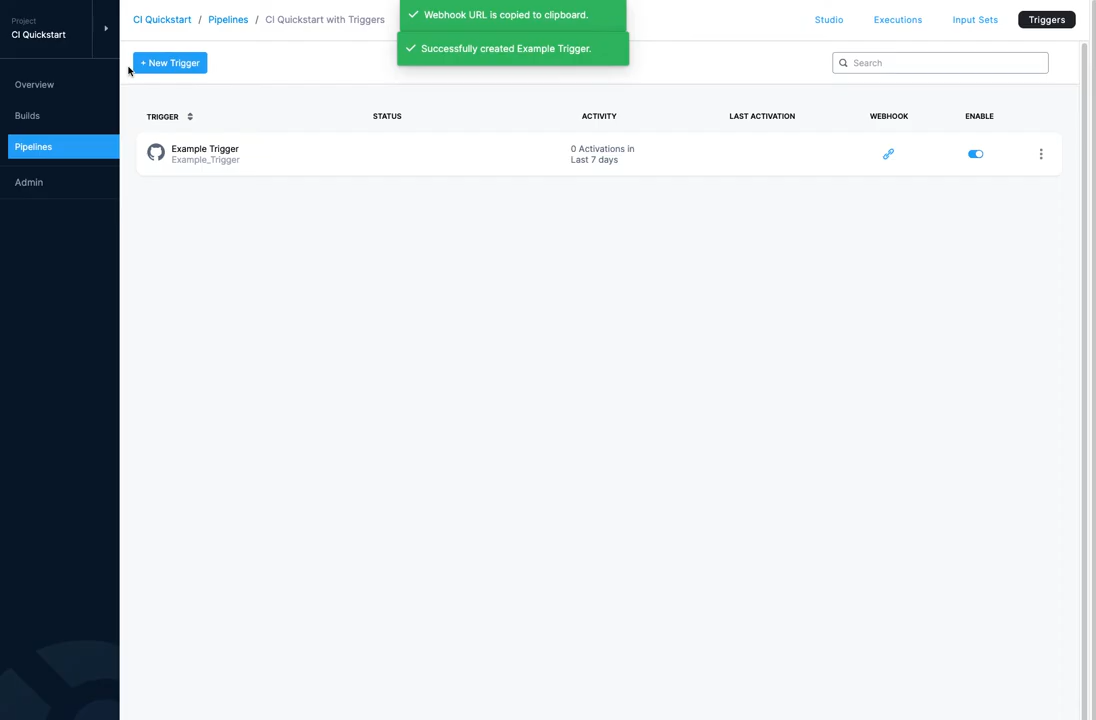 Project
CI Quickstart
Overview
Builds
Pipelines
Admin
CI Quickstart / Pipelines / CI Quickstart with Triggers
Webhook URL is copied to clipboard.
Successfully created Example Trigger.
Studio Executions Input Sets Triggers
+ New Trigger
Search
TRIGGER STATUS ACTIVITY LAST ACTIVATION WEBHOOK ENABLE
Example Trigger
Example_Trigger
0 Activations in
Last 7 days